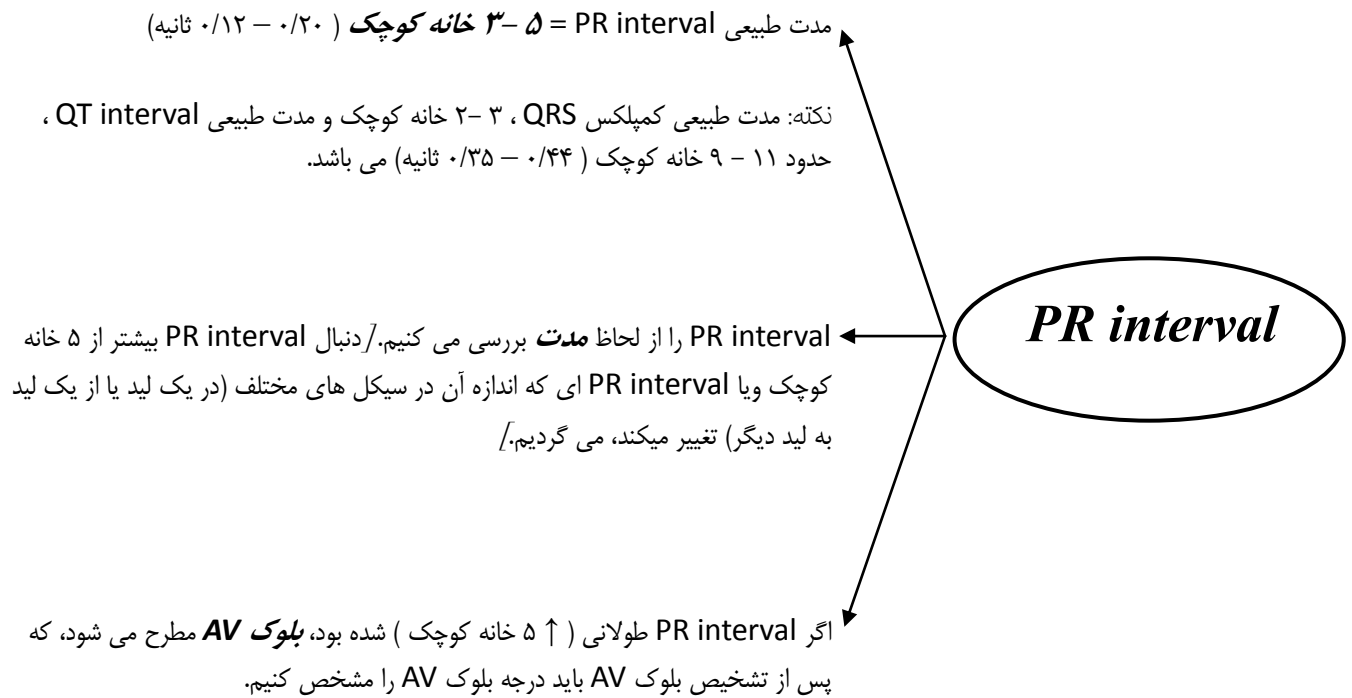 مدت طبیعی PR interval = ۳ – ۵ خانه کوچک ( ۰/۲۰ – ۰/۱۲ ثانیه)
نکته: مدت طبیعی کمپلکس QRS ، ۳ – ۲ خانه کوچک و مدت طبیعی QT interval ،
حدود ۱۱ – ۹ خانه کوچک ( ۰/۴۴ – ۰/۳۵ ثانیه) می باشد.
PR interval
PR interval را از لحاظ مدت بررسی می کنیم.[دنبال PR interval بیشتر از ۵ خانه
کوچک ویا PR interval ای که اندازه آن در سیکل های مختلف (در یک لید یا از یک لید
به لید دیگر) تغییر میکند، می گردیم.]
اگر PR interval طولانی ( ↑ ۵ خانه کوچک ) شده بود، بلوک AV مطرح می شود، که
پس از تشخیص بلوک AV باید درجه بلوک AV را مشخص کنیم.